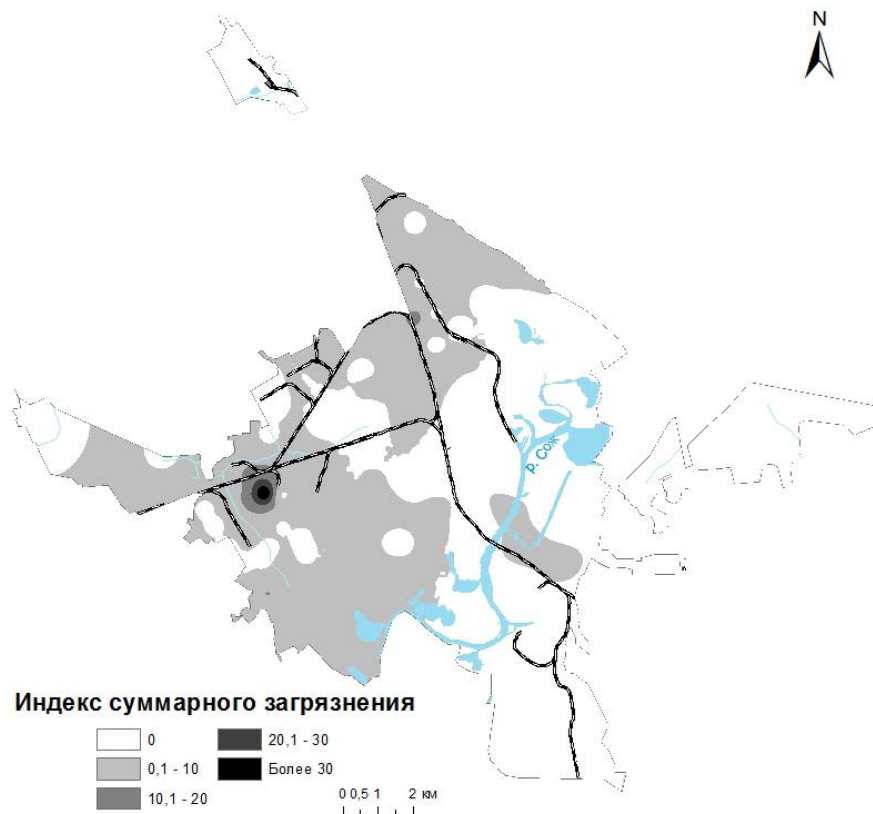 N
р. Сож
Индекс суммарного загрязнения
0
20,1 - 30
0,1 - 10
Более 30
10,1 - 20
0 0,5 1 2 км